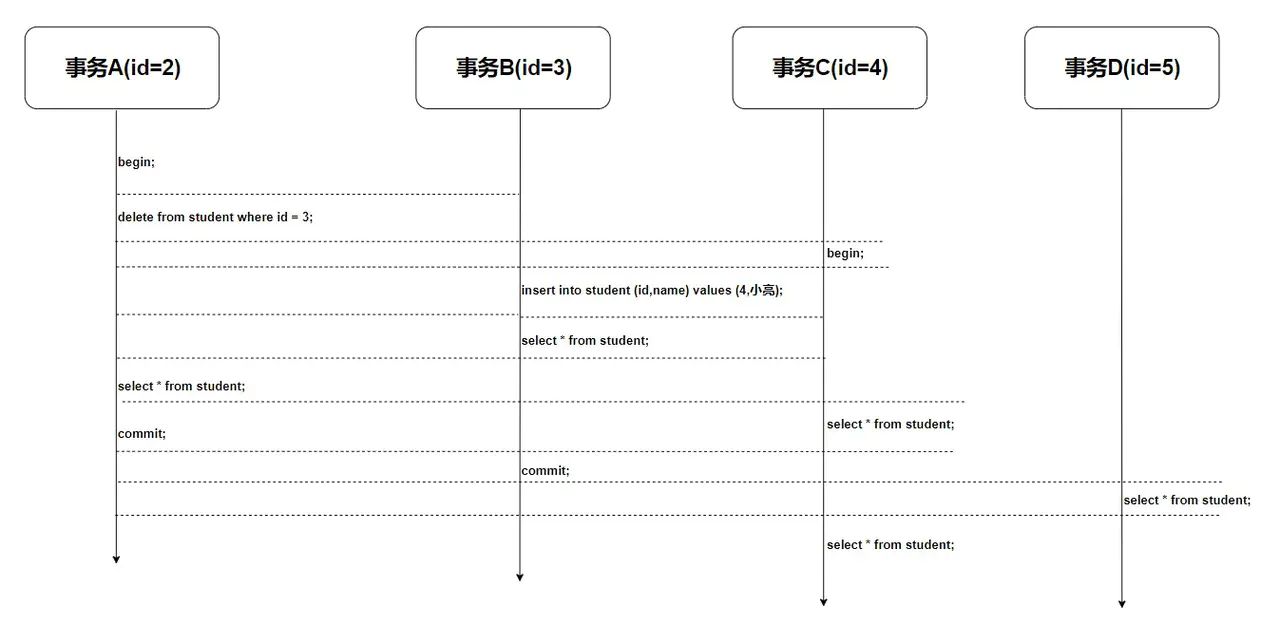 事务A(id=2)
事务B(id=3)
事务C(id=4)
事务D(id=5)
begin;
delete from student where id = 3;
begin;
insert into student (id,name) values (4,小亮);
select * from student;
select * from student;
select * from student;
commit;
commit;
select * from student;
select * from student;